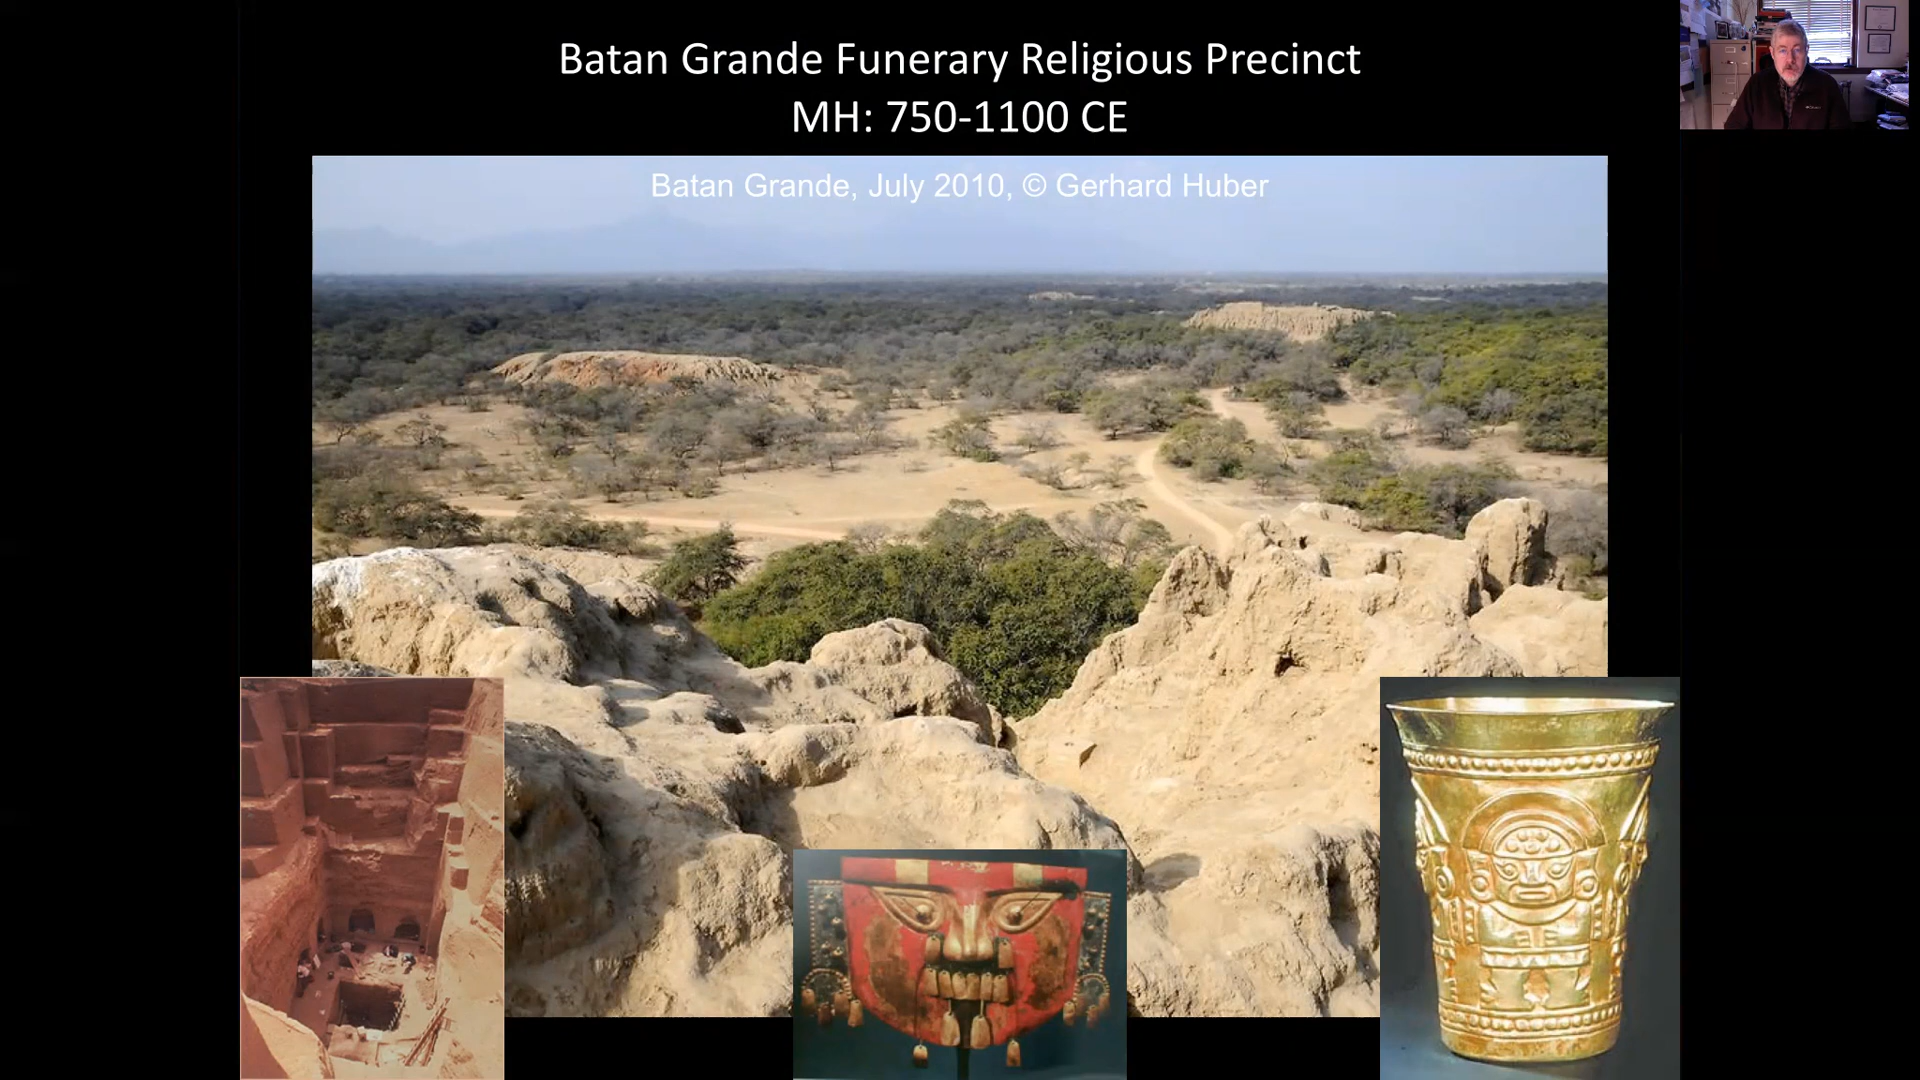 Batan Grande Funerary Religious Precinct
MH: 750-1100 CE
Batan Grande, July 2010, © Gerhard Huber